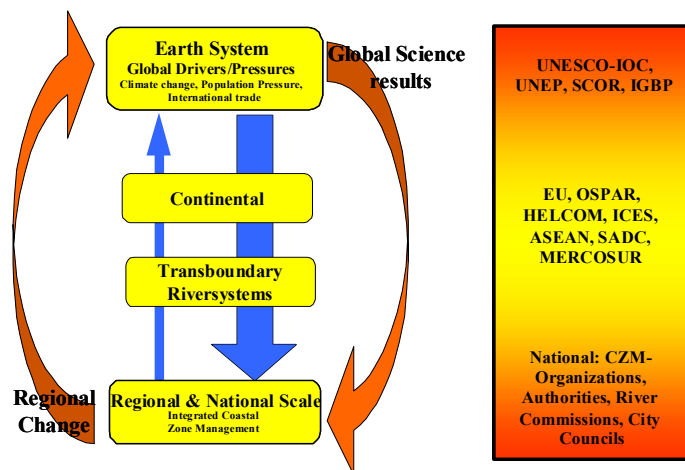 Earth System
Global Drivers/Pressures
Climate change, Population Pressure,
International trade
Global Science
results
Continental
Transboundary
Riversystems
Regional
Change
Regional & National Scale
Integrated Coastal
Zone Management
UNESCO-IOC,
UNEP, SCOR, IGBP
EU, OSPAR,
HELCOM, ICES,
ASEAN, SADC,
MERCOSUR
National: CZM-
Organizations,
Authorities, River
Commissions, City
Councils